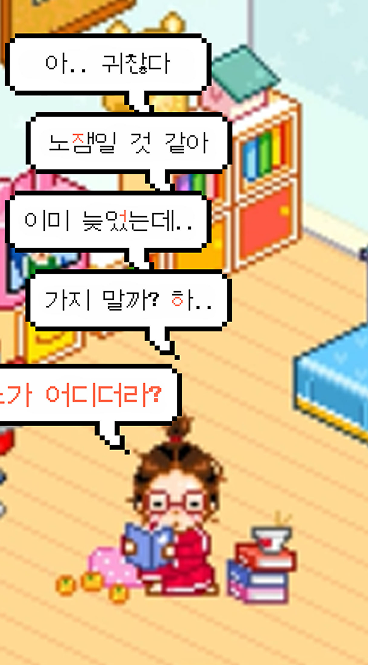 아.. 귀찮다
노잼일 것 같아
이미 늦었는데..
가지 말까? 하..
가 어디더라?